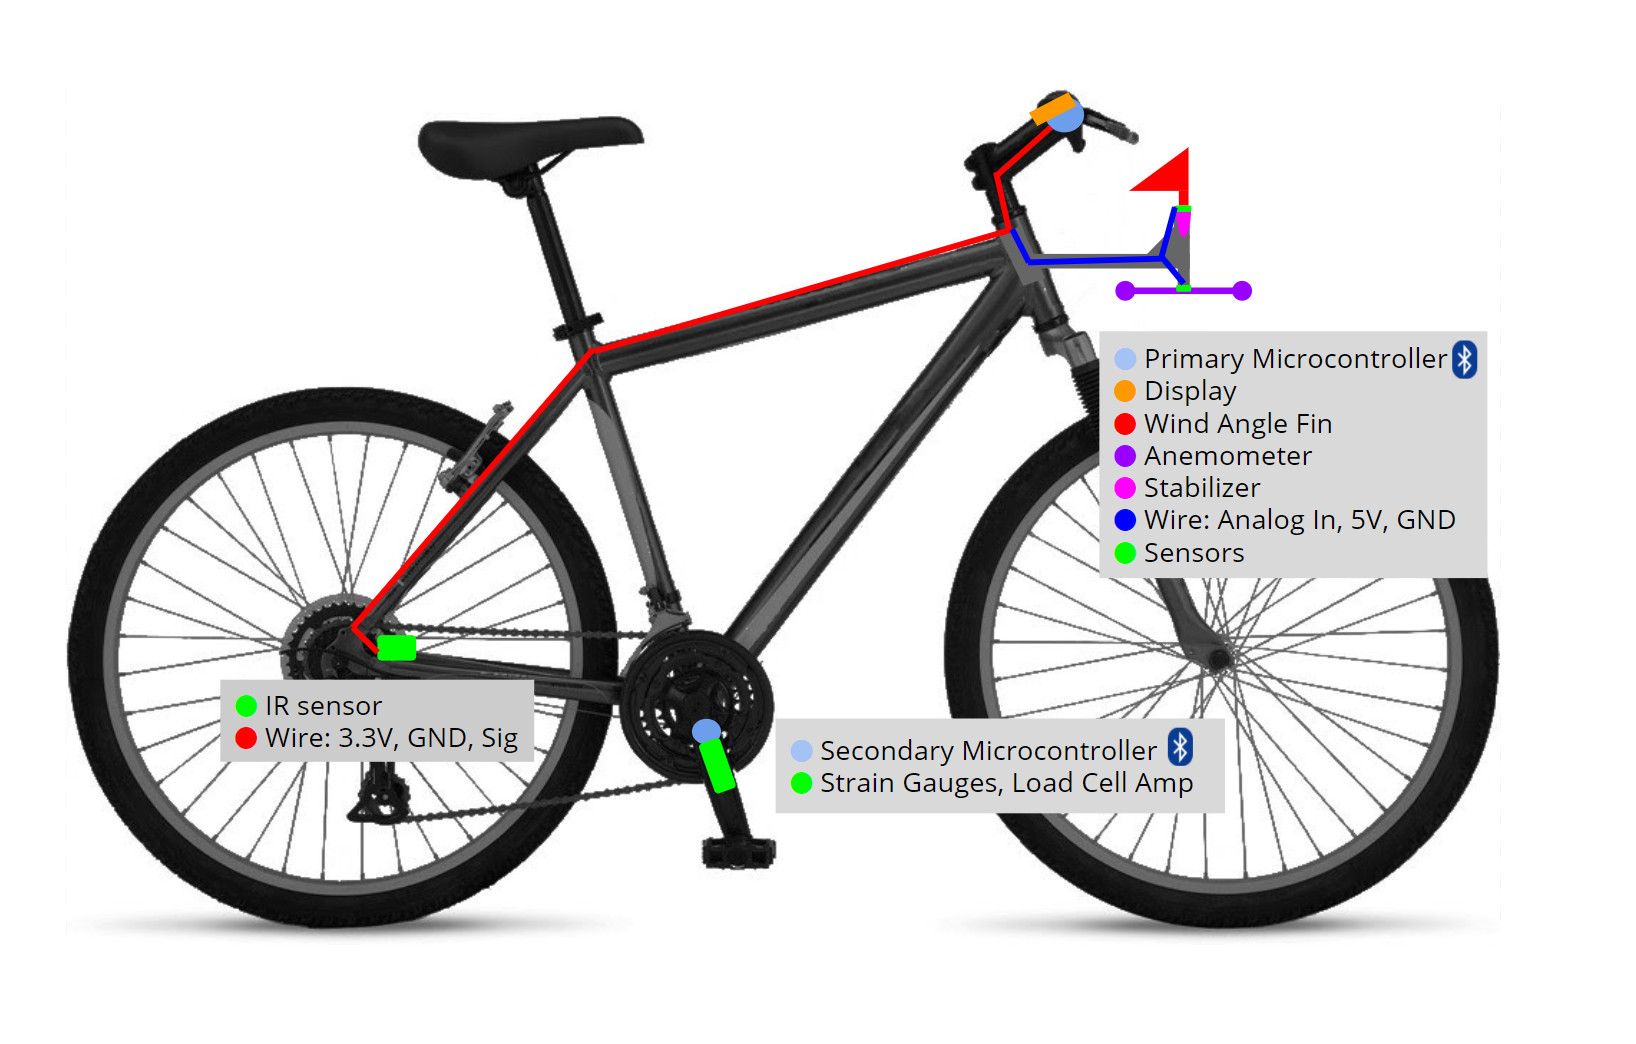 Primary Microcontroller
Display
Wind Angle Fin
Anemometer
Stabilizer
Wire: Analog In, 5V, GND
Sensors
IR sensor
Wire: 3.3V, GND, Sig
Secondary Microcontroller
Strain Gauges, Load Cell Amp